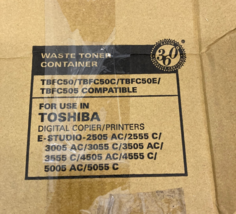 WASTE TONER
CONTAINER
360
TBFC50/TBFC50C/TBFC50E/
TBFC505 COMPATIBLE
FOR USE IN
TOSHIBA
DIGITAL COPIER/PRINTERS
E-STUDIO-2505 AC/2555 C/
3005 AC/3055 C/3505 AC/
3555 C/4505 AC/4555 C/
5005 AC/5055 C